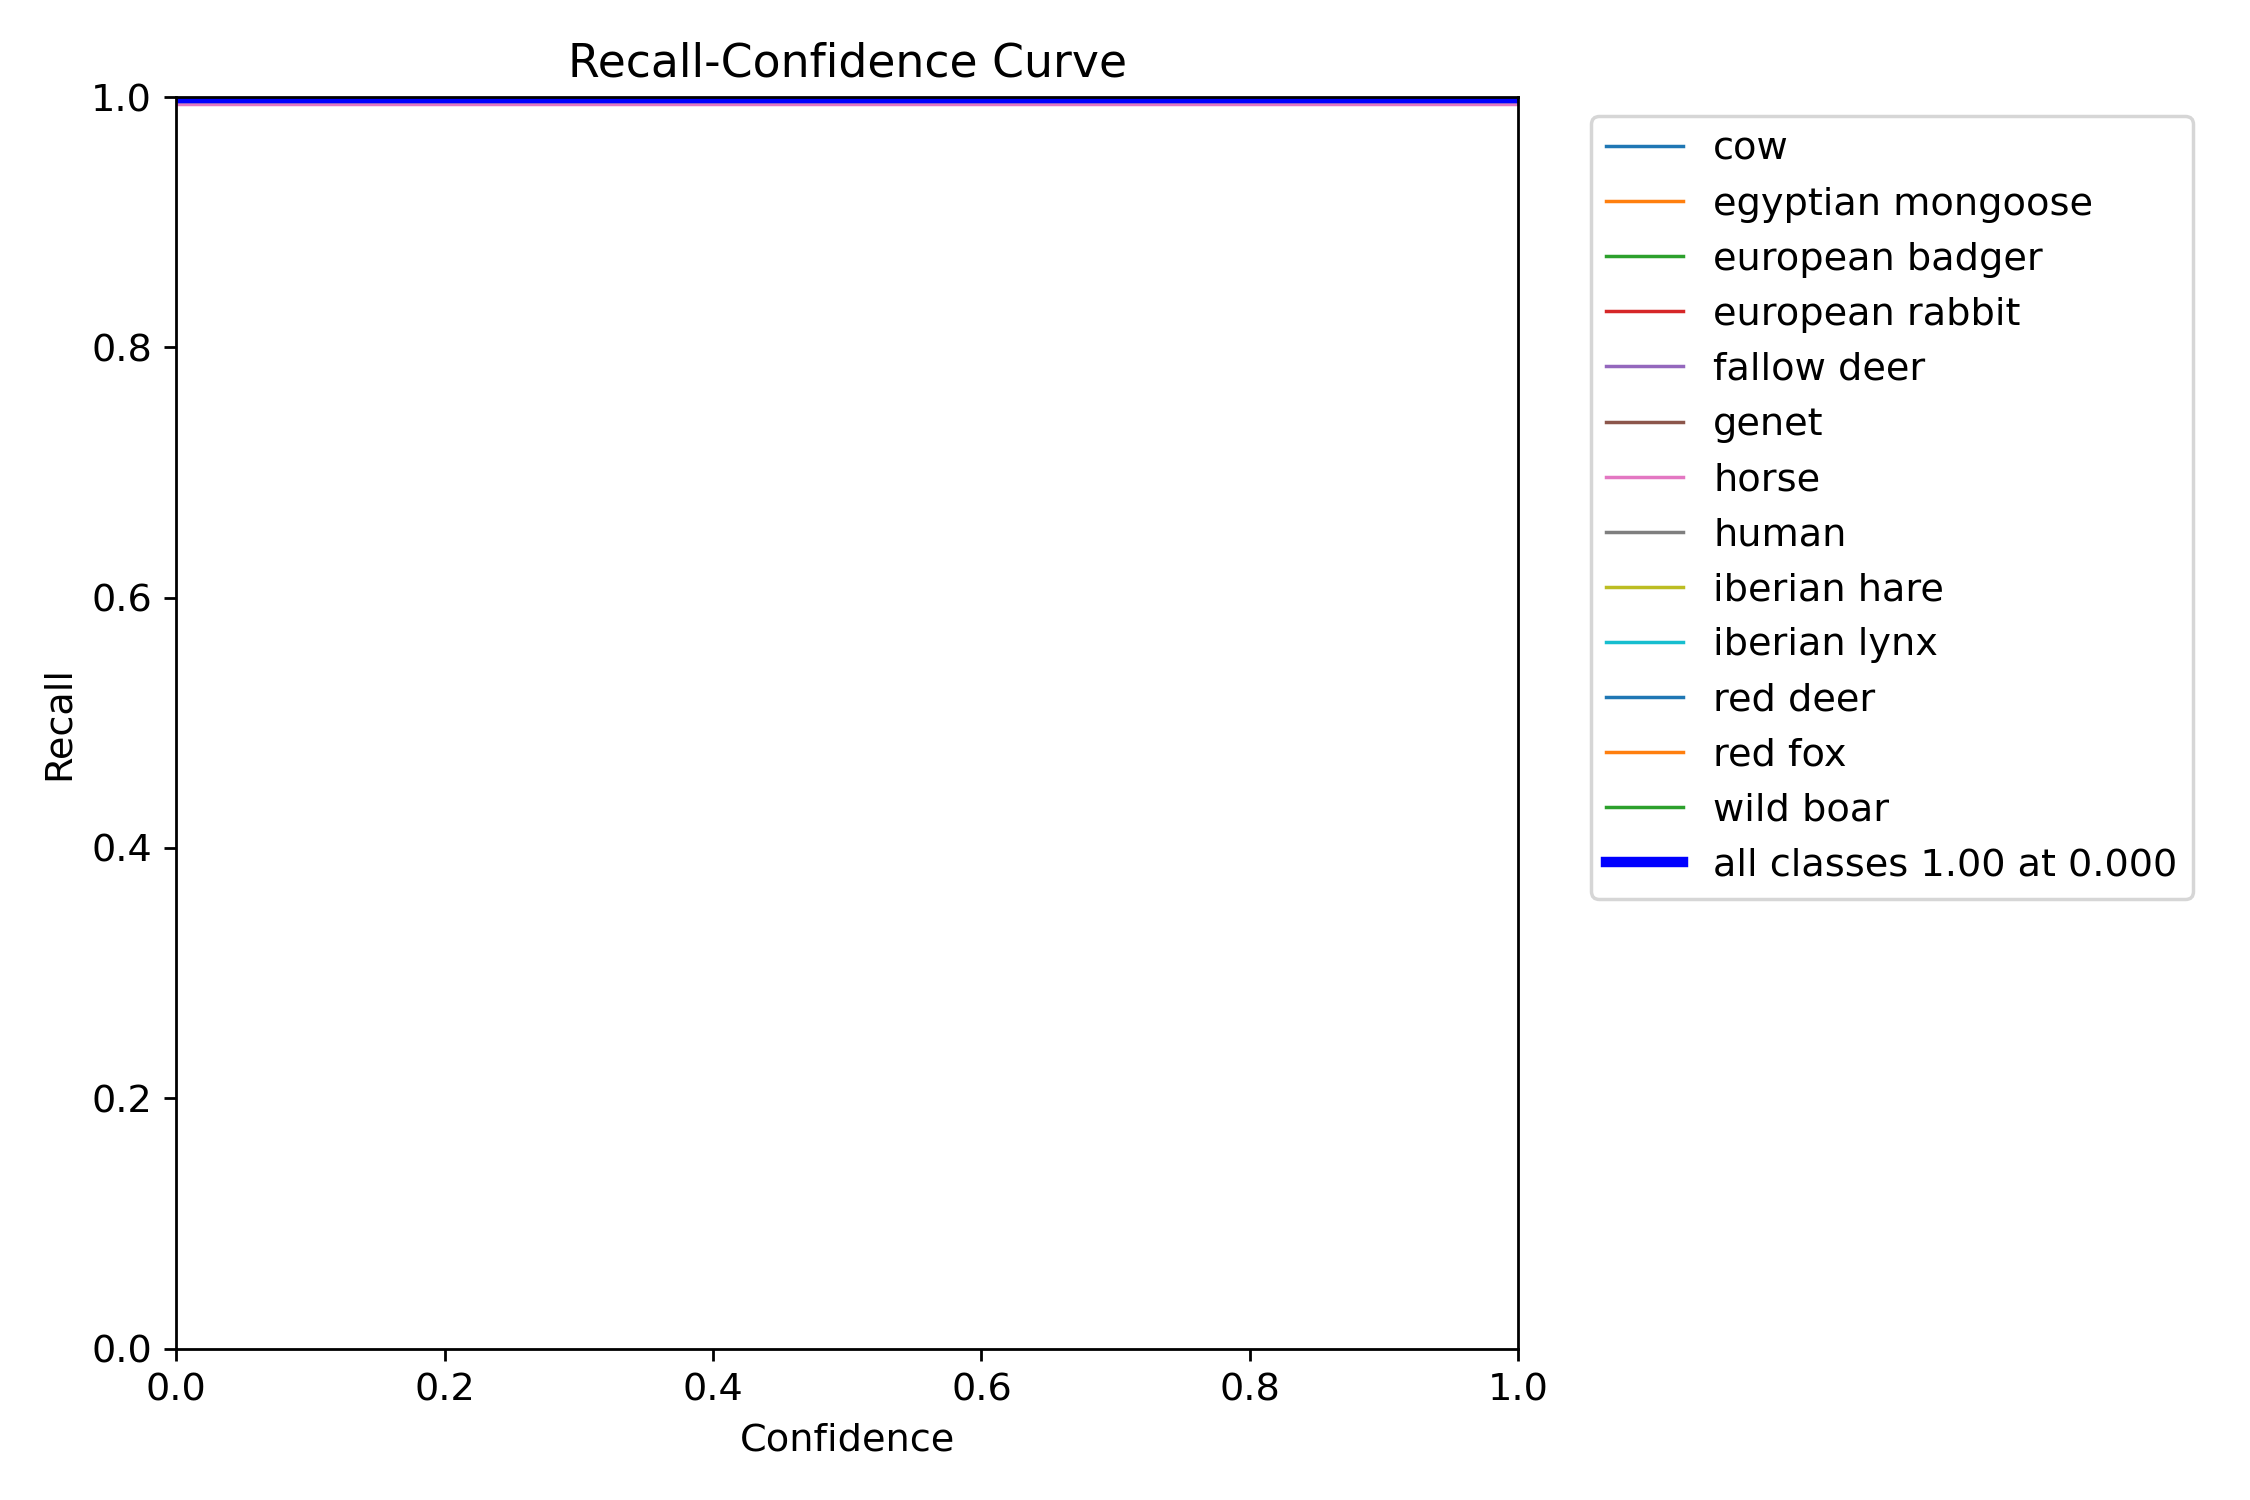 Recall-Confidence Curve
1.0
0.8
0.6
0.4
0.2
0.0
Recall
0.0 0.2 0.4 0.6 0.8 1.0
Confidence
cow
egyptian mongoose
european badger
european rabbit
fallow deer
genet
horse
human
iberian hare
iberian lynx
red deer
red fox
wild boar
all classes 1.00 at 0.000